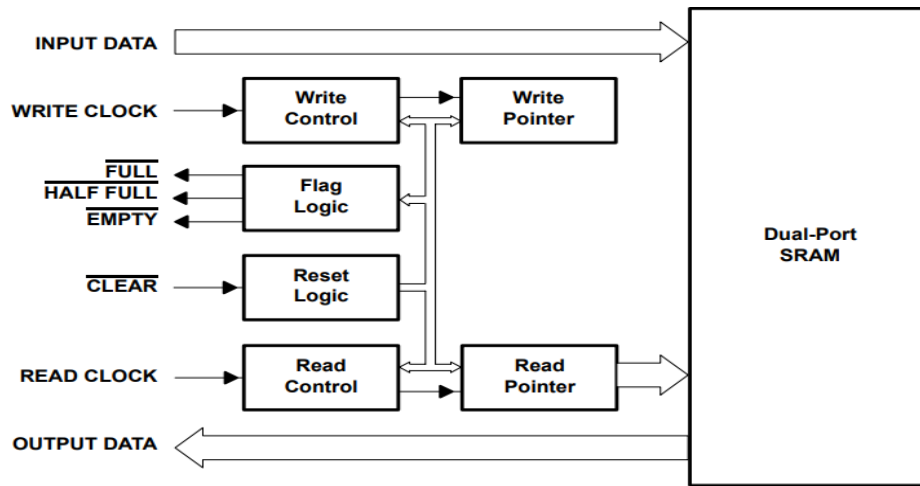 INPUT DATA
WRITE CLOCK
Write
Control
Write
Pointer
FULL
HALF FULL
EMPTY
Flag
Logic
Dual-Port
SRAM
CLEAR
Reset
Logic
READ CLOCK
Read
Control
Read
Pointer
OUTPUT DATA